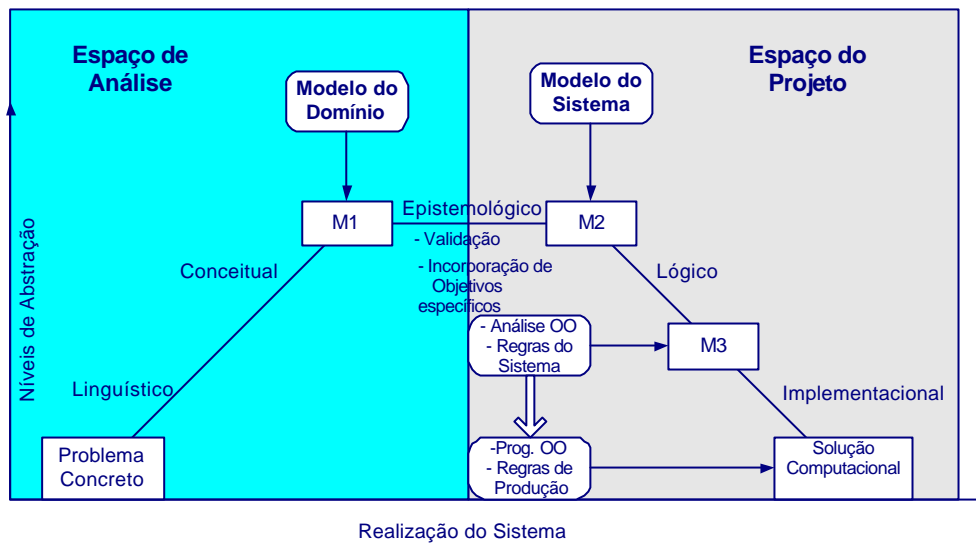 Espaço de
Análise
Espaço do
Projeto
Modelo do
Domínio
Modelo do
Sistema
Níveis de Abstração
M1
Epistemológico
M2
- Validação
- Incorporação de
Objetivos
específicos
Conceitual
Lógico
- Análise OO
- Regras do
Sistema
M3
Linguístico
Implementacional
Problema
Concreto
-Prog. OO
- Regras de
Produção
Solução
Computacional
Realização do Sistema